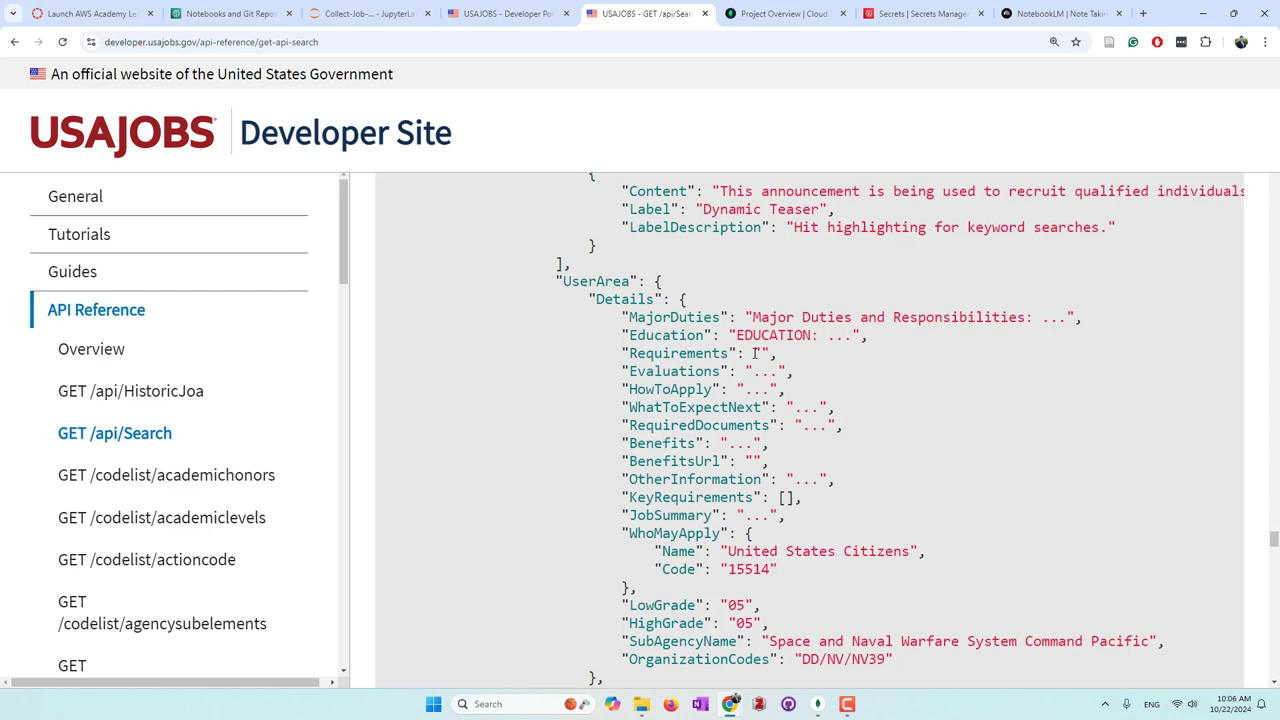 Launch AWS Academy Le
Notebooks and Git Repos
Collect-Job-... - JupyterLab
USAJOBS - Developer Por
USAJOBS - GET /api/Sear
Project Overview | Cloud
Secrets | Secrets Manage
NotebookLM | Note Takin
developer.usajobs.gov/api-reference/get-api-search
An official website of the United States Government
USAJOBS Developer Site
General
Tutorials
Guides
API Reference
Overview
GET /api/HistoricJoa
GET /api/Search
GET /codelist/academichonors
GET /codelist/academiclevels
GET /codelist/actioncode
GET
/codelist/agencysubelements
GET
{
"Content": "This announcement is being used to recruit qualified individuals
"Label": "Dynamic Teaser",
"LabelDescription": "Hit highlighting for keyword searches."
}
],
"UserArea": {
"Details": {
"MajorDuties": "Major Duties and Responsibilities: ...",
"Education": "EDUCATION: ...",
"Requirements": "",
"Evaluations": "...",
"HowToApply": "...",
"WhatToExpectNext": "...",
"RequiredDocuments": "...",
"Benefits": "...",
"BenefitsUrl": "",
"OtherInformation": "...",
"KeyRequirements": [],
"JobSummary": "...",
"WhoMayApply": {
"Name": "United States Citizens",
"Code": "15514"
},
"LowGrade": "05",
"HighGrade": "05",
"SubAgencyName": "Space and Naval Warfare System Command Pacific",
"OrganizationCodes": "DD/NV/NV39"
},
Search
ENG
10:06 AM
10/22/2024